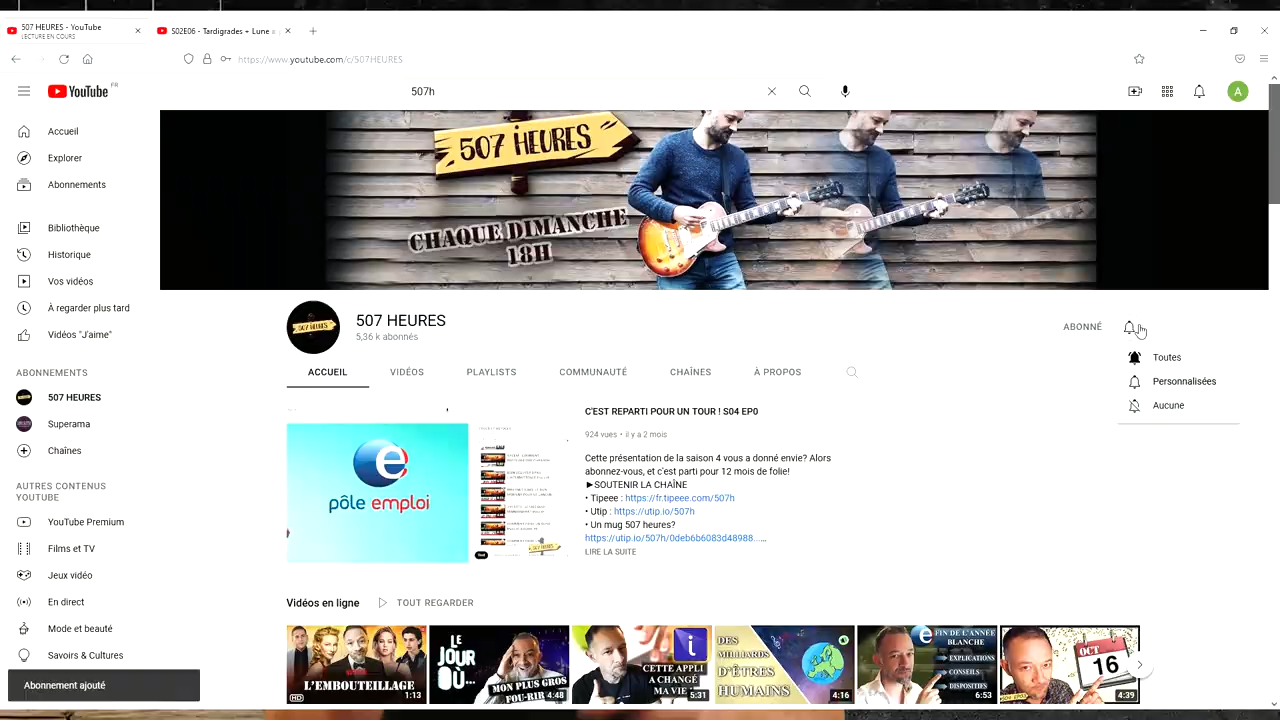 507 HEURES - YouTube
LECTURE EN COURS
S02E06 - Tardigrades + Lune =
https://www.youtube.com/c/507HEURES
YouTube FR
507h
A
Accueil
Explorer
Abonnements
Bibliothèque
Historique
Vos vidéos
À regarder plus tard
Vidéos "J'aime"
ABONNEMENTS
507 HEURES
Superama
Chaînes
AUTRES CONTENUS
YOUTUBE
YouTube Premium
Films et TV
Jeux vidéo
En direct
Mode et beauté
Savoirs & Cultures
Abonnement ajouté
507 HEURES
CHAQUE DIMANCHE
18H
507 HEURES
507 HEURES
5,36 k abonnés
ABONNÉ
Toutes
Personnalisées
Aucune
ACCUEIL VIDÉOS PLAYLISTS COMMUNAUTÉ CHAÎNES À PROPOS
pôle emploi
507 HEURES
C'EST REPARTI POUR UN TOUR ! S04 EP0
924 vues • il y a 2 mois
Cette présentation de la saison 4 vous a donné envie? Alors
abonnez-vous, et c'est parti pour 12 mois de folie!
►SOUTENIR LA CHAÎNE
• Tipeee : https://fr.tipeee.com/507h
• Utip : https://utip.io/507h
• Un mug 507 heures?
https://utip.io/507h/0deb6b6083d48988...…
LIRE LA SUITE
Vidéos en ligne TOUT REGARDER
L'EMBOUTEILLAGE
HD
1:13
LE
JOUR
OÙ...
MON PLUS GROS
FOU-RIR
4:48
i
CETTE APPLI
A CHANGÉ
MA VIE
5:31
DES
MILLIARDS
D'ÊTRES
HUMAINS
4:16
FIN DE L'ANNÉE
BLANCHE
EXPLICATIONS
CONSEILS
DISPOSITIFS
6:53
OCT
16
4:39